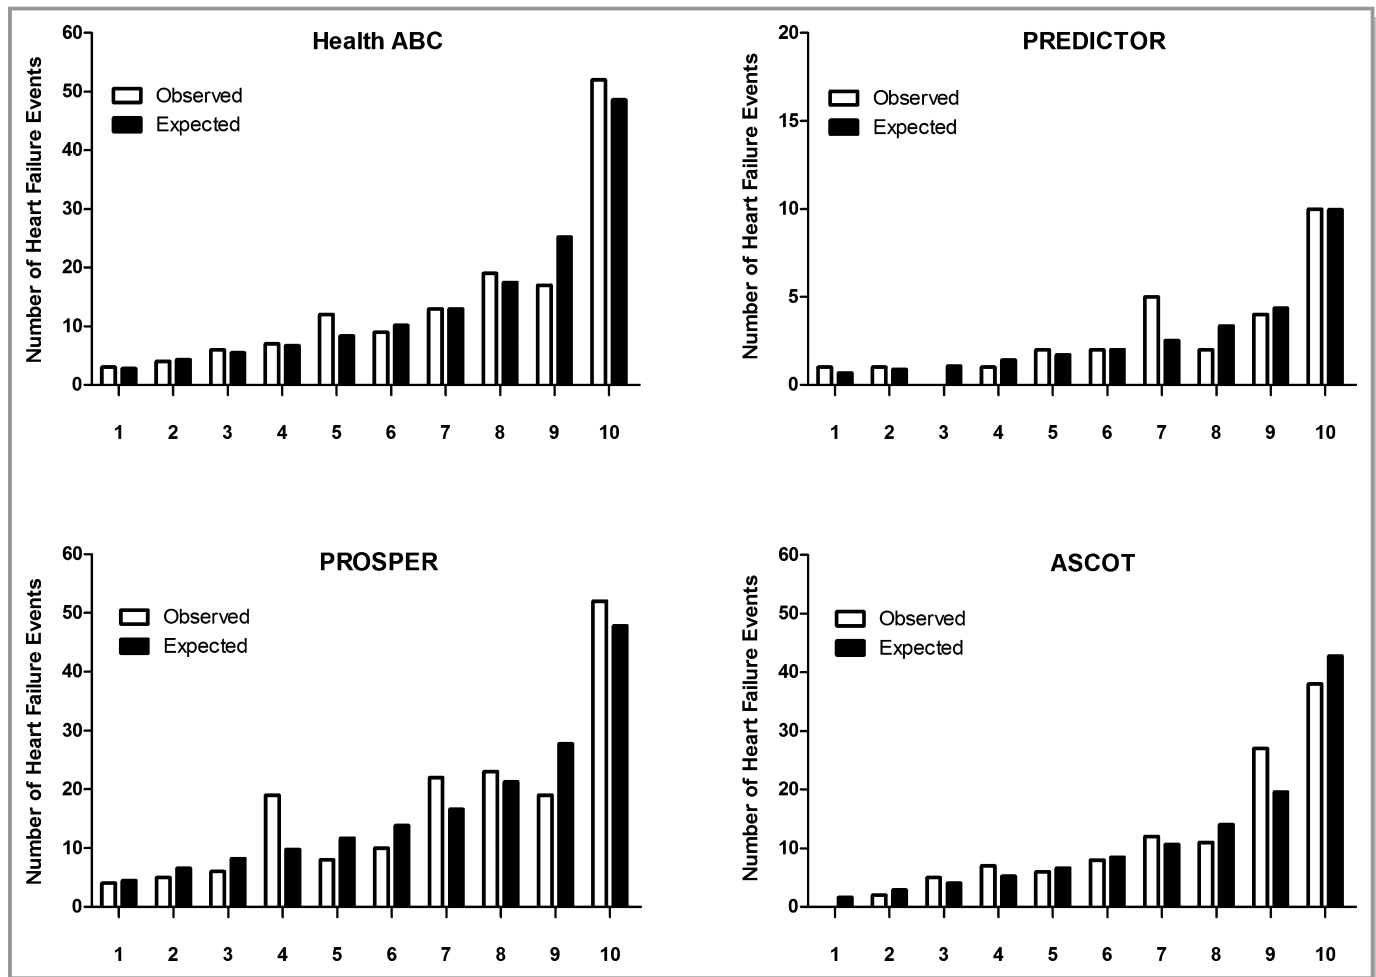 Health ABC
Number of Heart Failure Events
60
50
40
30
20
10
0
Observed
Expected
1 2 3 4 5 6 7 8 9 10
PREDICTOR
Number of Heart Failure Events
20
15
10
5
0
Observed
Expected
1 2 3 4 5 6 7 8 9 10
PROSPER
Number of Heart Failure Events
60
50
40
30
20
10
0
Observed
Expected
1 2 3 4 5 6 7 8 9 10
ASCOT
Number of Heart Failure Events
60
50
40
30
20
10
0
Observed
Expected
1 2 3 4 5 6 7 8 9 10